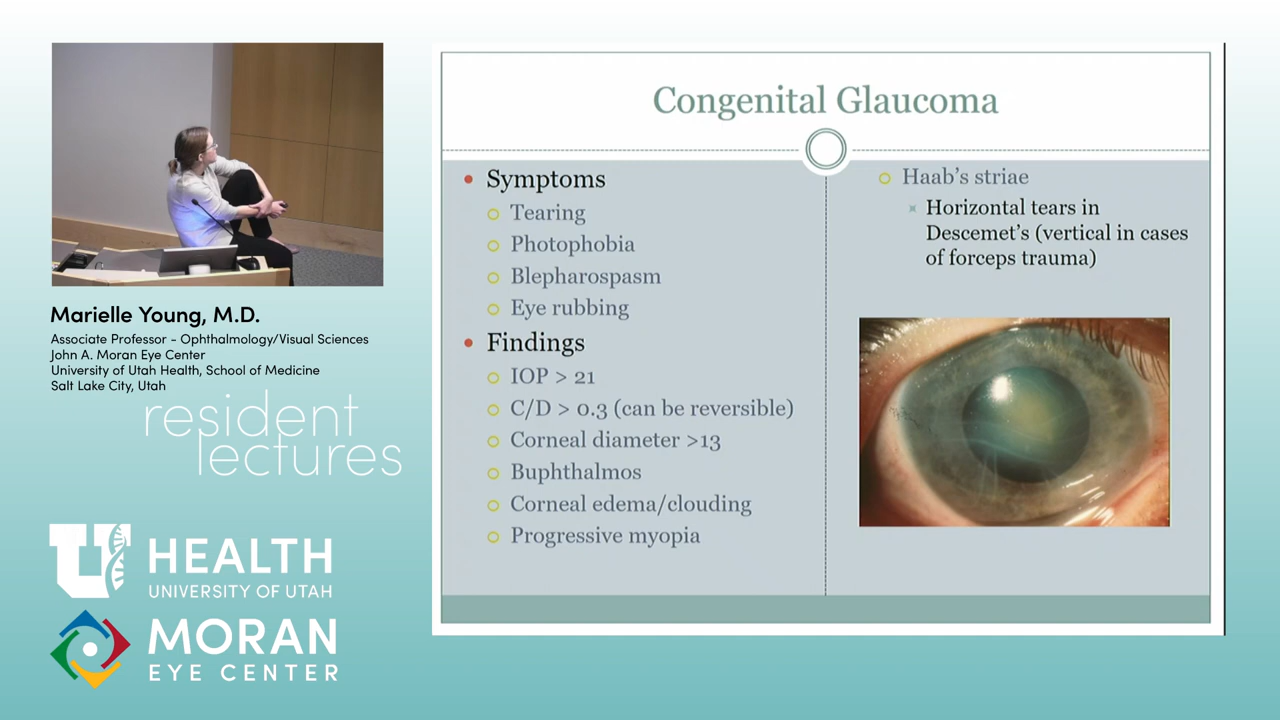 Marielle Young, M.D.
Associate Professor - Ophthalmology/Visual Sciences
John A. Moran Eye Center
University of Utah Health, School of Medicine
Salt Lake City, Utah
resident
lectures
U HEALTH
UNIVERSITY OF UTAH
MORAN
EYE CENTER
Congenital Glaucoma
Symptoms
Tearing
Photophobia
Blepharospasm
Eye rubbing
Findings
IOP > 21
C/D > 0.3 (can be reversible)
Corneal diameter >13
Buphthalmos
Corneal edema/clouding
Progressive myopia
Haab's striae
Horizontal tears in
Descemet's (vertical in cases
of forceps trauma)